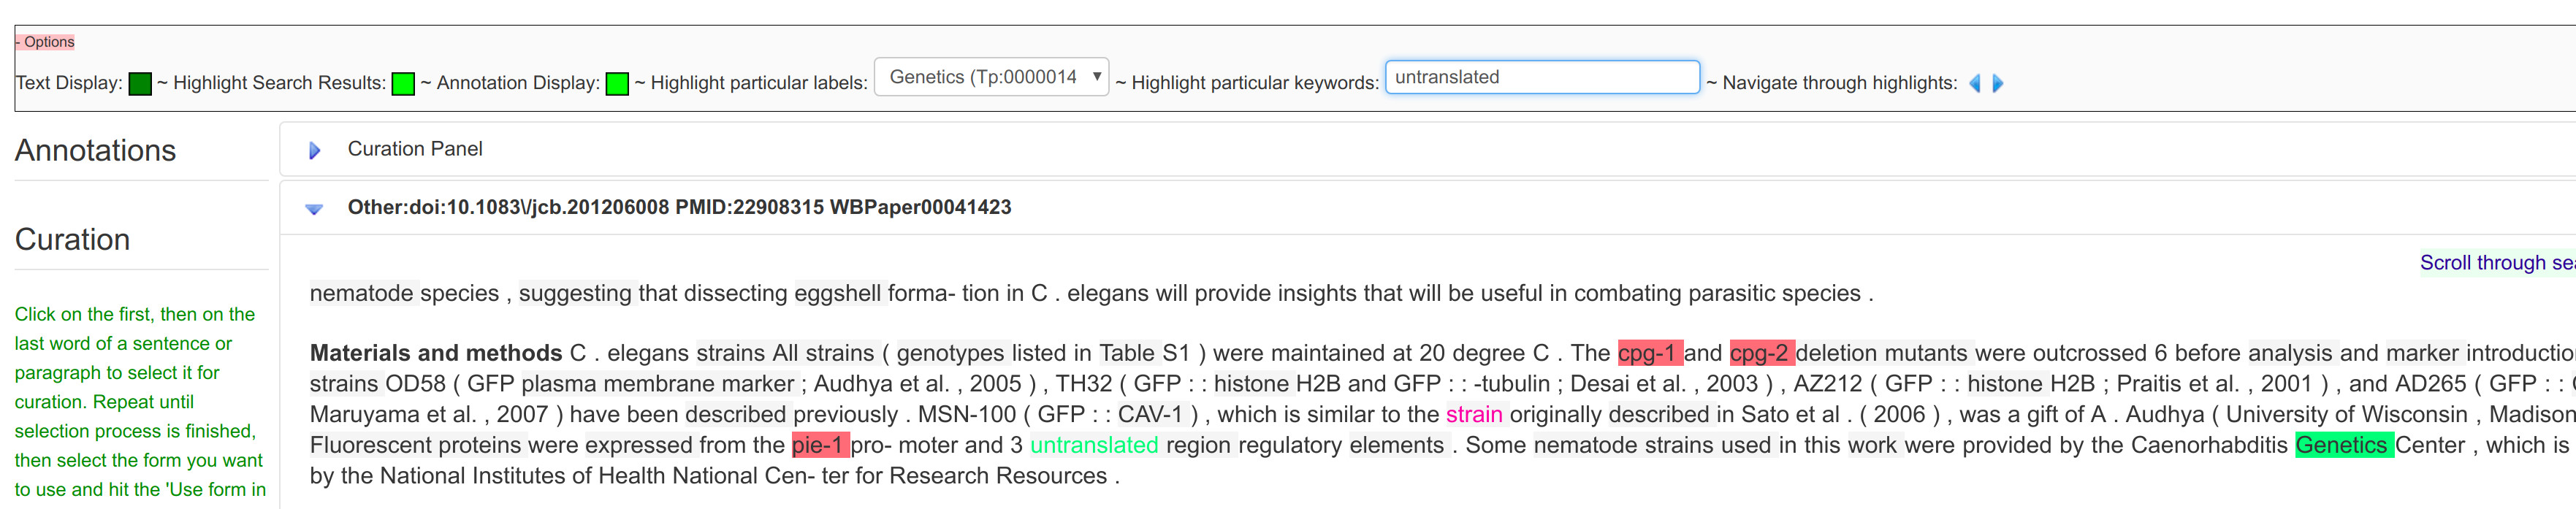 - Options
Text Display: ~ Highlight Search Results: ~ Annotation Display: ~ Highlight particular labels: Genetics (Tp:0000014 ~ Highlight particular keywords: untranslated ~ Navigate through highlights:
Annotations
Curation Panel
Other:doi:10.1083\/jcb.201206008 PMID:22908315 WBPaper00041423
Curation
Scroll through
Click on the first, then on the
last word of a sentence or
paragraph to select it for
curation. Repeat until
selection process is finished,
then select the form you want
to use and hit the 'Use form in
nematode species , suggesting that dissecting eggshell forma- tion in C . elegans will provide insights that will be useful in combating parasitic species .
Materials and methods C . elegans strains All strains ( genotypes listed in Table S1 ) were maintained at 20 degree C . The cpg-1 and cpg-2 deletion mutants were outcrossed 6 before analysis and marker
strains OD58 ( GFP plasma membrane marker ; Audhya et al. , 2005 ) , TH32 ( GFP : : histone H2B and GFP : : -tubulin ; Desai et al. , 2003 ) , AZ212 ( GFP : : histone H2B ; Praitis et al. , 2001 ) , and AD265 ( GFP : :
Maruyama et al. , 2007 ) have been described previously . MSN-100 ( GFP : : CAV-1 ) , which is similar to the strain originally described in Sato et al . ( 2006 ) , was a gift of A . Audhya ( University of Wisconsin , Madison
Fluorescent proteins were expressed from the pie-1 pro- moter and 3 untranslated region regulatory elements . Some nematode strains used in this work were provided by the Caenorhabditis Genetics Center , which is
by the National Institutes of Health National Cen- ter for Research Resources .